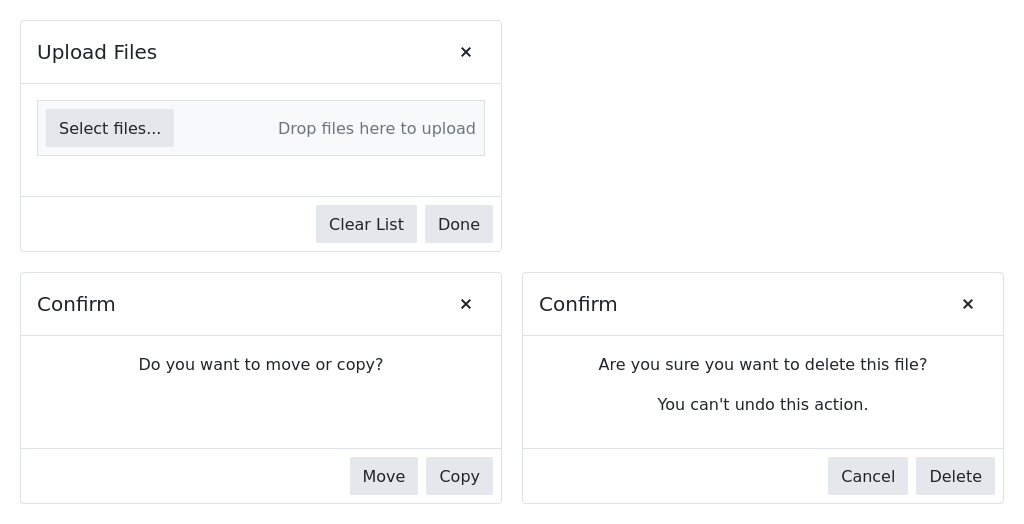 Upload Files ×
Select files... Drop files here to upload
Clear List Done
Confirm ×
Do you want to move or copy?
Move Copy
Confirm ×
Are you sure you want to delete this file?
You can't undo this action.
Cancel Delete